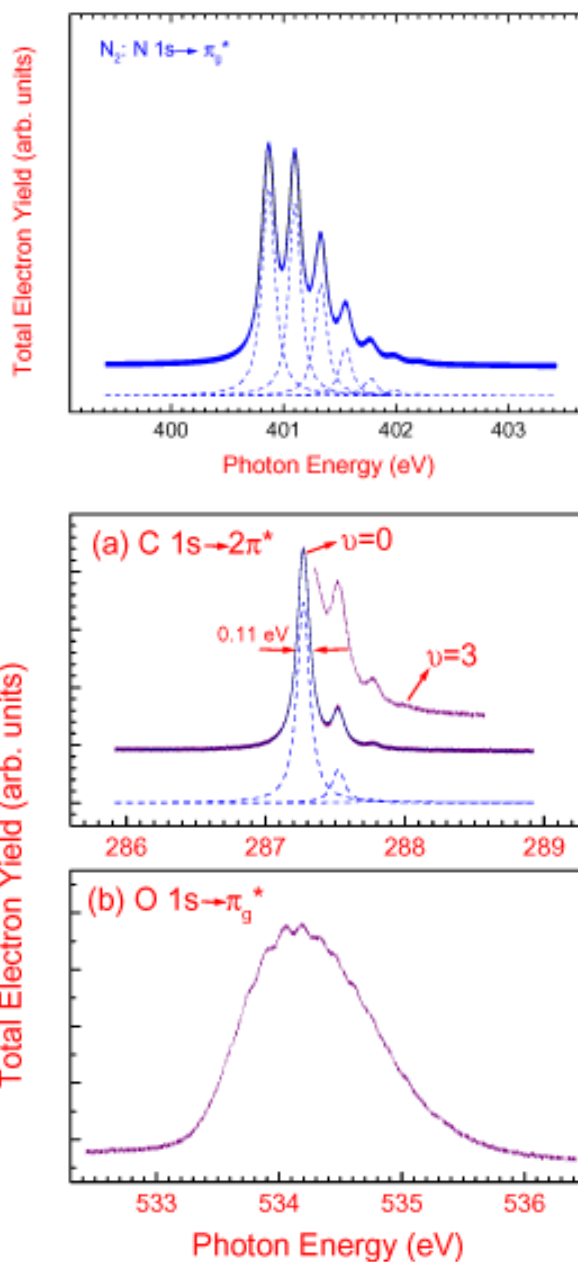 N₂: N 1s→ π_g*
Total Electron Yield (arb. units)
400 401 402 403
Photon Energy (eV)
(a) C 1s→2π*
υ=0
0.11 eV
υ=3
286 287 288 289
(b) O 1s→π_g*
Total Electron Yield (arb. units)
533 534 535 536
Photon Energy (eV)